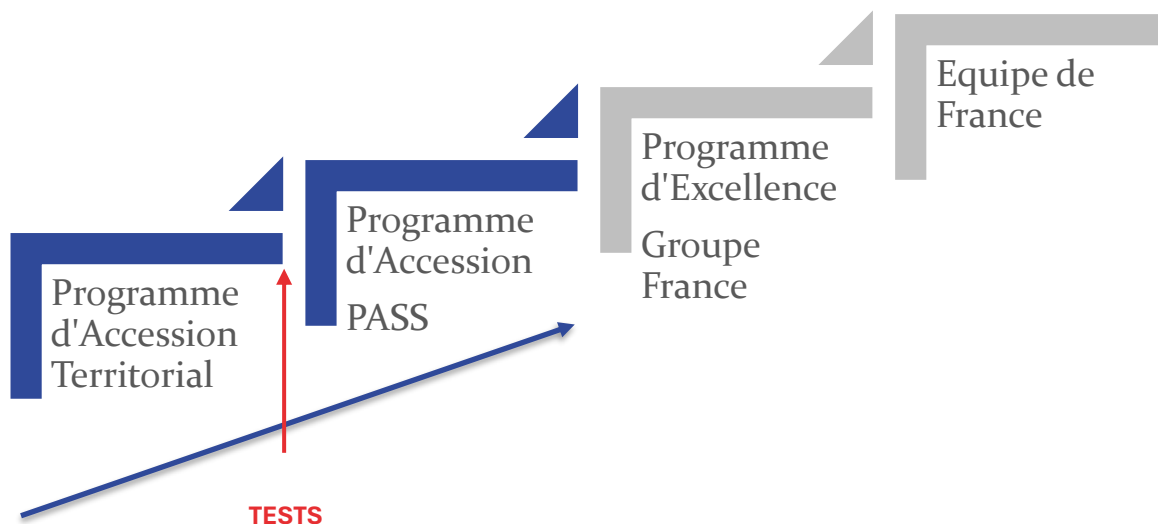 Programme
d'Accession
Territorial
Programme
d'Accession
PASS
Programme
d'Excellence
Groupe
France
Equipe de
France
TESTS